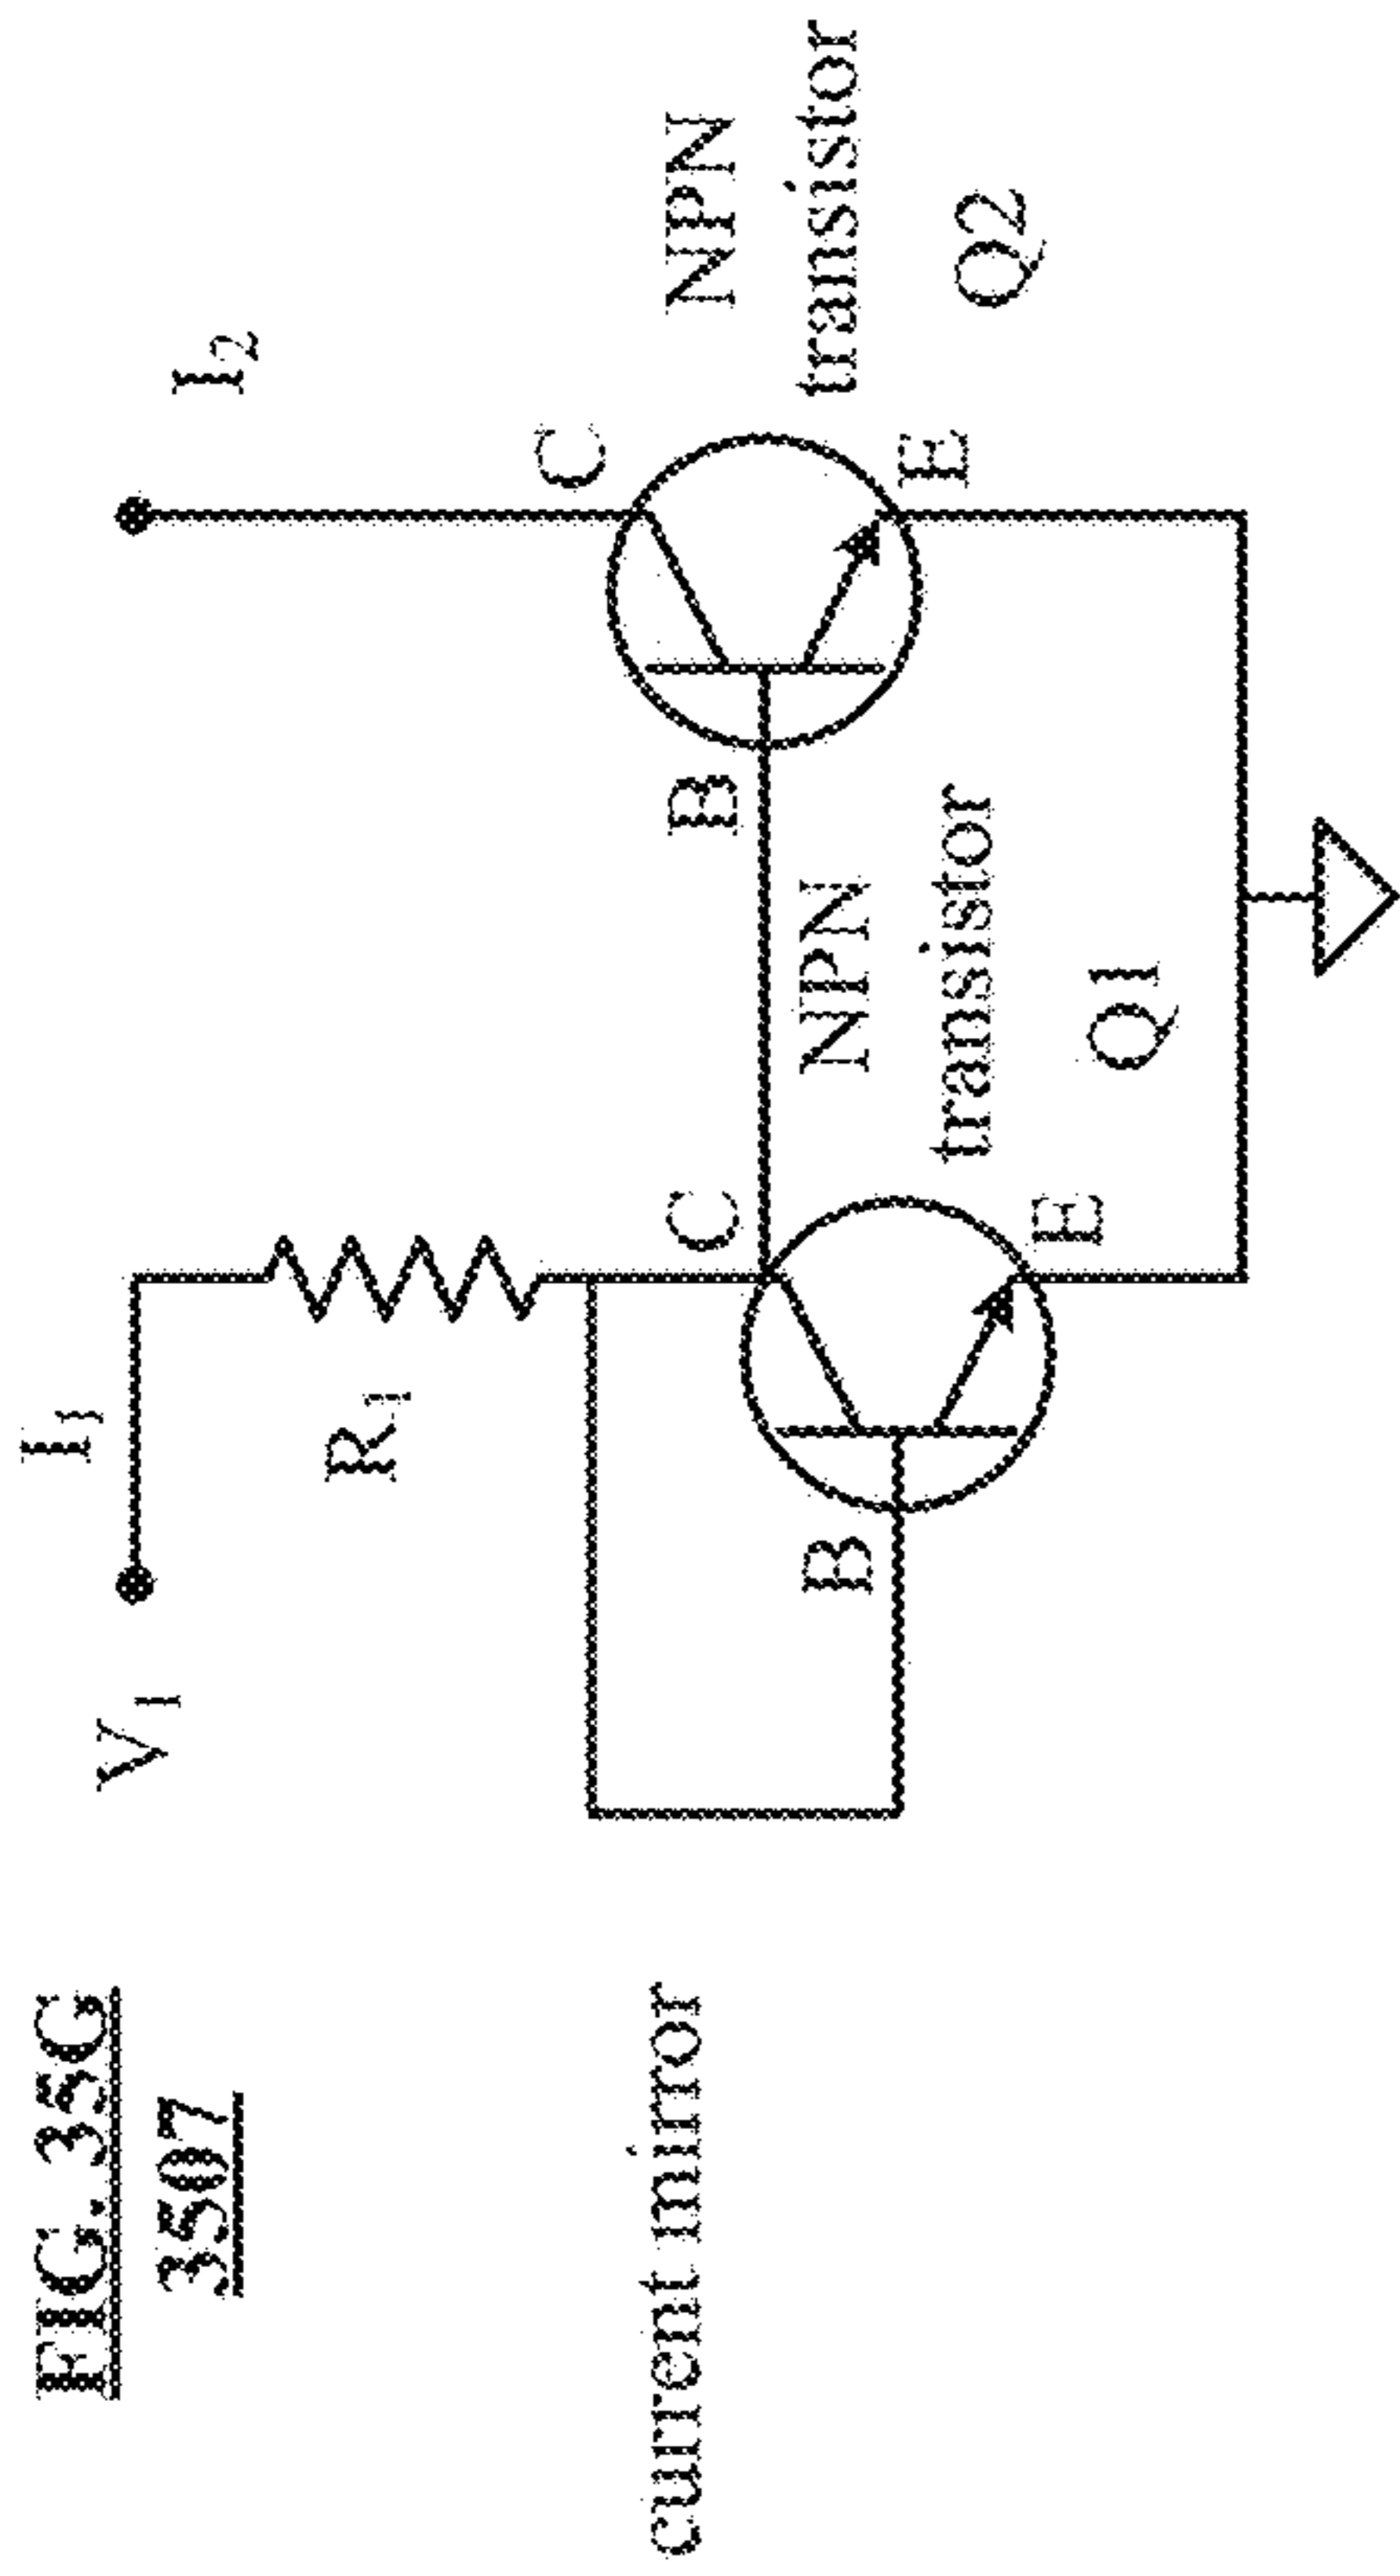 FIG. 35G
3507
current mirror
V1
I1
R1
C
B
E
NPN
transistor
Q1
I2
C
B
E
NPN
transistor
Q2